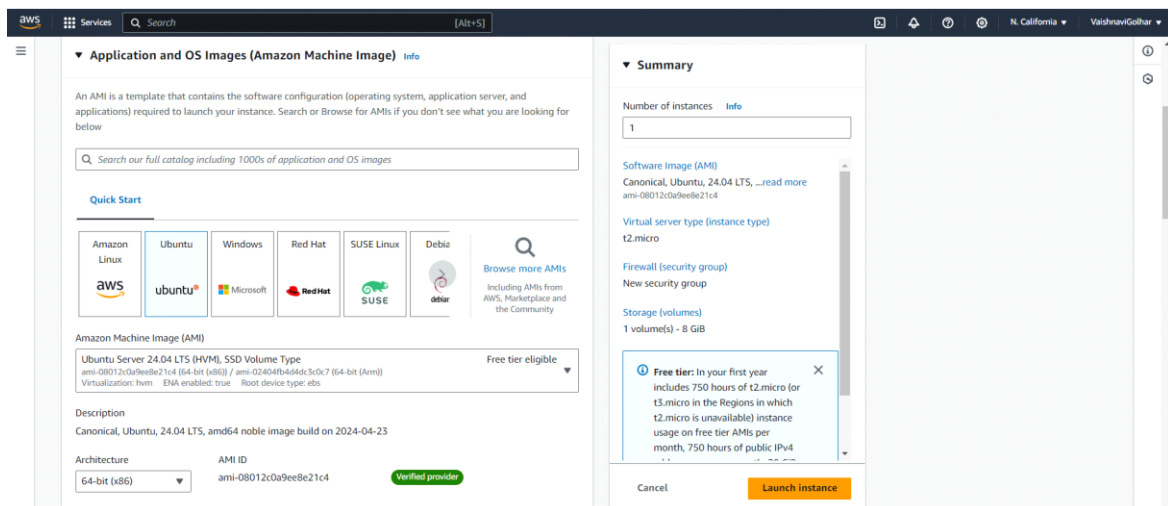 aws
Services
Search
[Alt+S]
N. California
VaishnaviGolhar
Application and OS Images (Amazon Machine Image) Info
An AMI is a template that contains the software configuration (operating system, application server, and
applications) required to launch your instance. Search or Browse for AMIs if you don't see what you are looking for
below
Search our full catalog including 1000s of application and OS images
Quick Start
Amazon
Linux
aws
Ubuntu
ubuntu®
Windows
Microsoft
Red Hat
Red Hat
SUSE Linux
SUSE
Debia
debiar
Browse more AMIs
Including AMIs from
AWS, Marketplace and
the Community
Amazon Machine Image (AMI)
Ubuntu Server 24.04 LTS (HVM), SSD Volume Type
Free tier eligible
ami-08012c0a9ee8e21c4 (64-bit (x86)) / ami-02404fb4d4dc3c0c7 (64-bit (Arm))
Virtualization: hvm ENA enabled: true Root device type: ebs
Description
Canonical, Ubuntu, 24.04 LTS, amd64 noble image build on 2024-04-23
Architecture
64-bit (x86)
AMI ID
ami-08012c0a9ee8e21c4
Verified provider
Summary
Number of instances Info
1
Software Image (AMI)
Canonical, Ubuntu, 24.04 LTS, ...read more
ami-08012c0a9ee8e21c4
Virtual server type (instance type)
t2.micro
Firewall (security group)
New security group
Storage (volumes)
1 volume(s) - 8 GiB
Free tier: In your first year
includes 750 hours of t2.micro (or
t3.micro in the Regions in which
t2.micro is unavailable) instance
usage on free tier AMIs per
month, 750 hours of public IPv4
Cancel
Launch instance